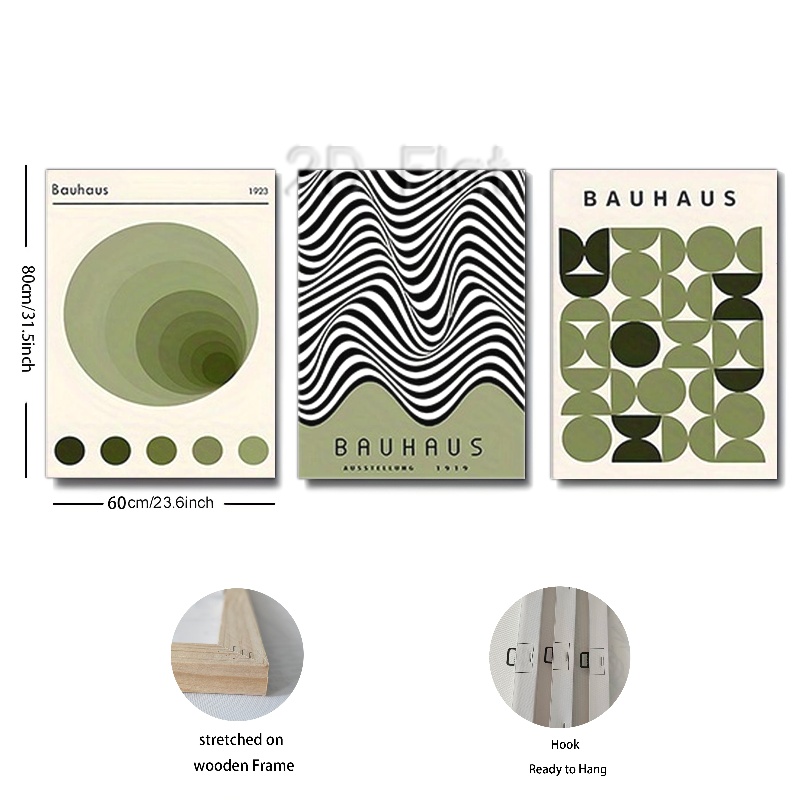 2D Flat
Bauhaus 1923
BAUHAUS
80cm/31.5inch
BAUHAUS
AUSSTELLUNG 1919
60cm/23.6inch
stretched on
wooden Frame
Hook
Ready to Hang